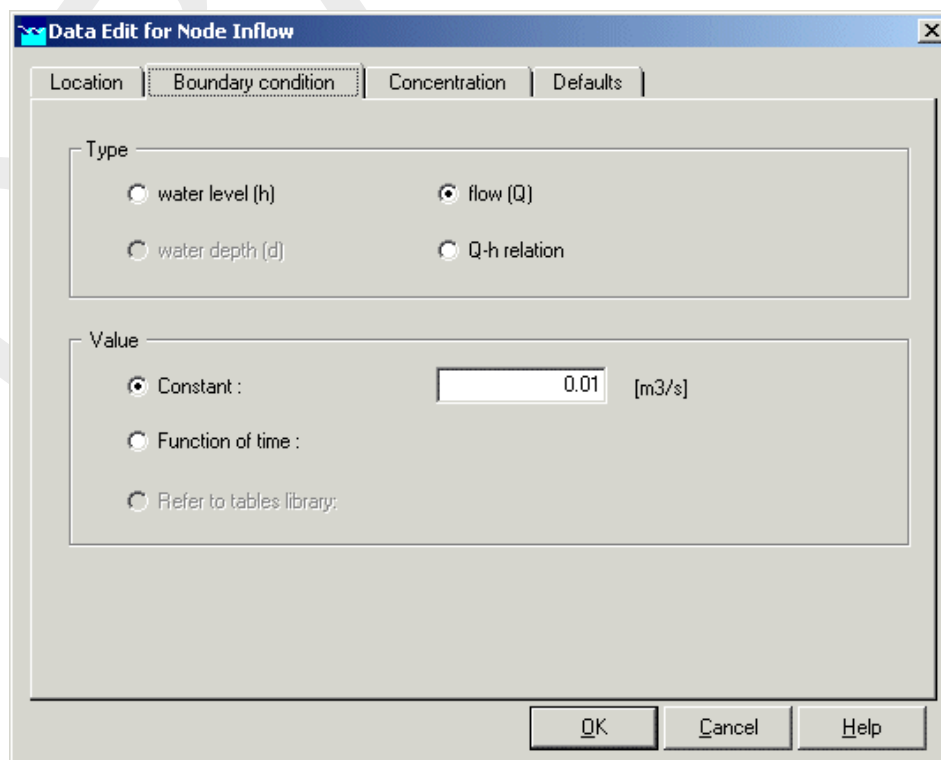 Data Edit for Node Inflow
Location Boundary condition Concentration Defaults
Type
water level (h) flow (Q)
water depth (d) Q-h relation
Value
Constant : 0.01 [m3/s]
Function of time :
Refer to tables library:
OK Cancel Help